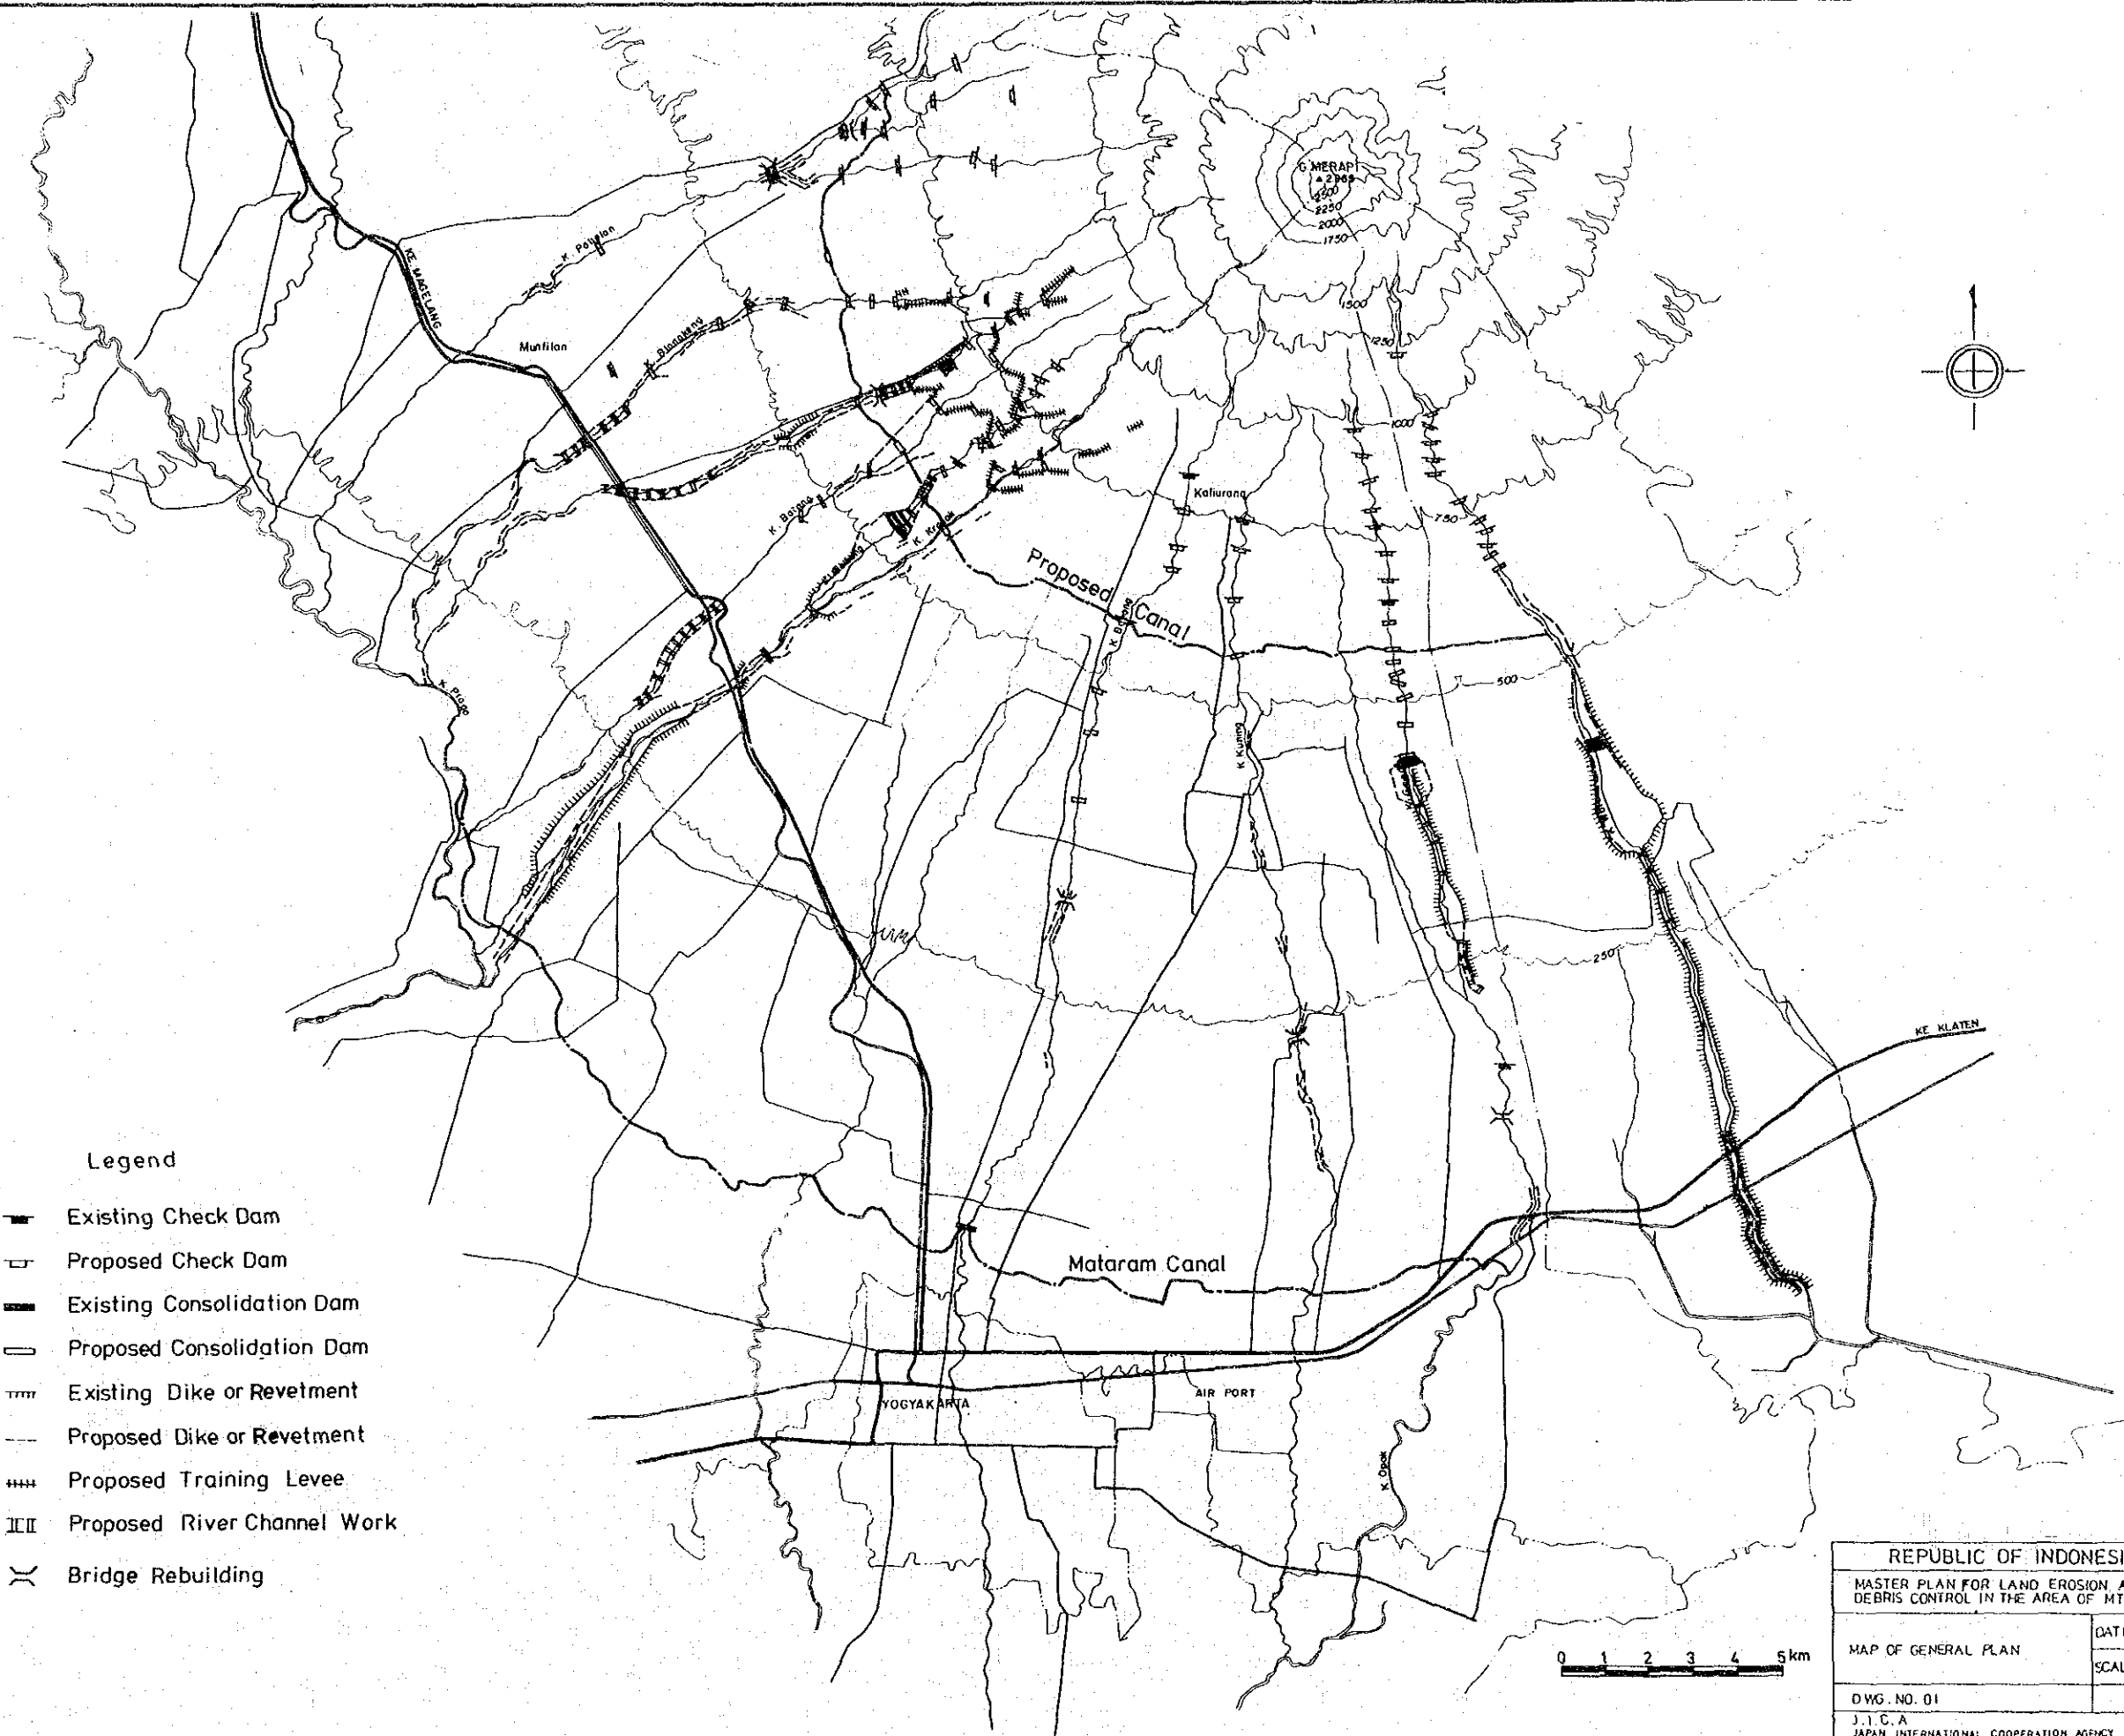 G. MERAPI
2250
2000
1750
1500
1250
1000
750
500
250
KE MAGELANG
Muntilan
K. Blongkeng
K. Batang
K. Krasak
Kaliurang
Proposed Canal
K. Boyong
K. Progo
K. Kuning
KE KLATEN
Mataram Canal
YOGYAKARTA
AIR PORT
K. Opak
Legend
Existing Check Dam
Proposed Check Dam
Existing Consolidation Dam
Proposed Consolidation Dam
Existing Dike or Revetment
Proposed Dike or Revetment
Proposed Training Levee
Proposed River Channel Work
Bridge Rebuilding
0 1 2 3 4 5 km
REPUBLIC OF INDONESI
MASTER PLAN FOR LAND EROSION A
DEBRIS CONTROL IN THE AREA OF MT
MAP OF GENERAL PLAN
DAT
SCAL
DWG. NO. 01
J.I.C.A
JAPAN INTERNATIONAL COOPERATION AGENCY